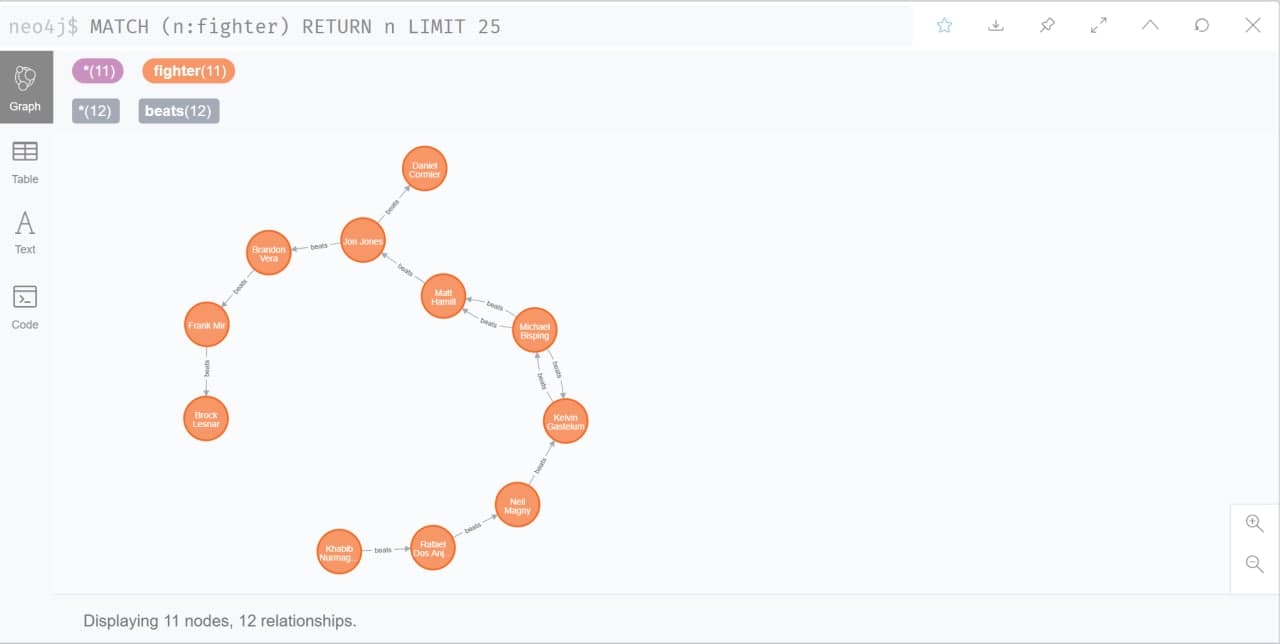 neo4j$ MATCH (n:fighter) RETURN n LIMIT 25
*(11) fighter(11)
Graph
*(12) beats(12)
Table
Text
Code
Daniel
Cormier
beats
Jon Jones
beats
Brandon
Vera
beats
beats
Matt
Hamill
beats
beats
Michael
Bisping
Frank Mir
beats
beats
beats
Brock
Lesnar
Kelvin
Gastelum
beats
Neil
Magny
beats
Khabib
Nurmag…
beats
Rafael
Dos Anj…
Displaying 11 nodes, 12 relationships.